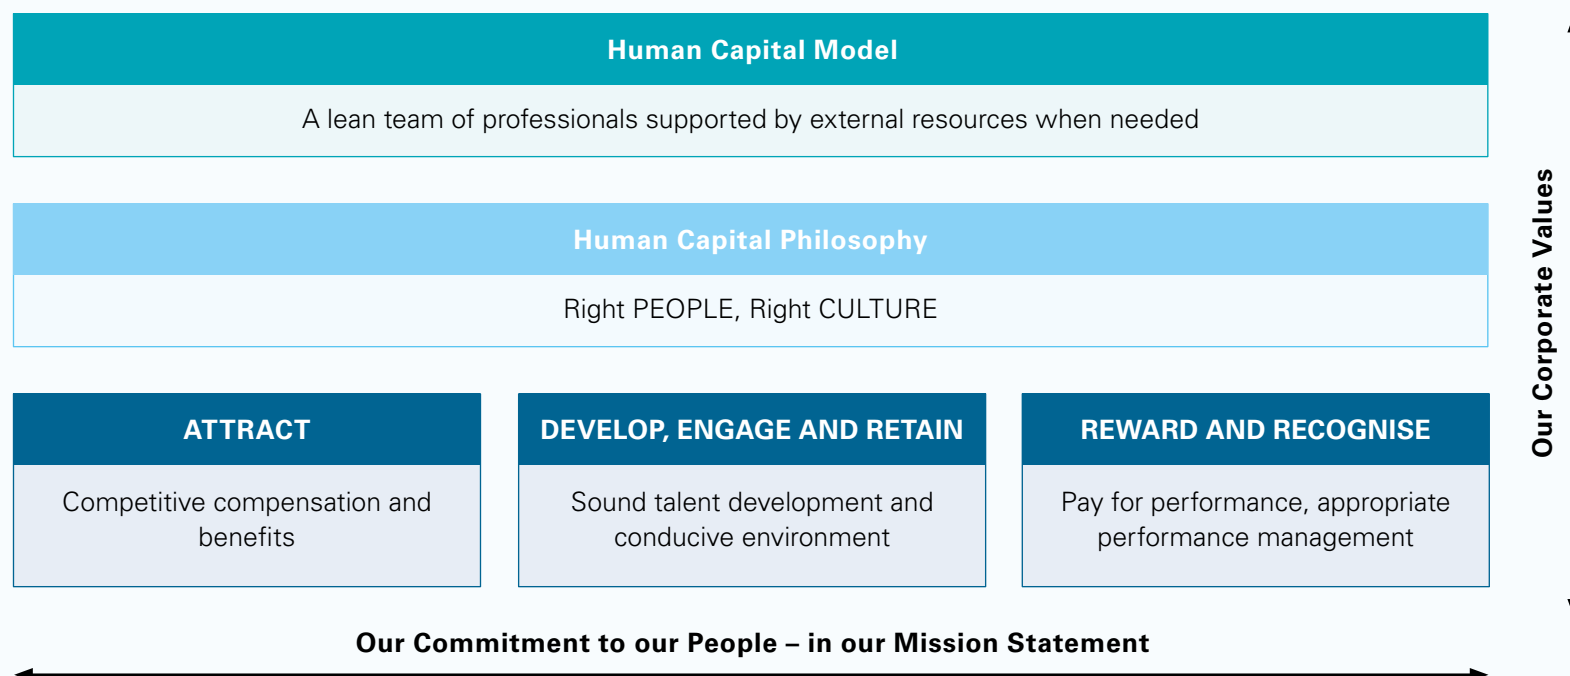 Human Capital Model
A lean team of professionals supported by external resources when needed
Human Capital Philosophy
Right PEOPLE, Right CULTURE
ATTRACT
Competitive compensation and
benefits
DEVELOP, ENGAGE AND RETAIN
Sound talent development and
conducive environment
REWARD AND RECOGNISE
Pay for performance, appropriate
performance management
Our Commitment to our People – in our Mission Statement
Our Corporate Values